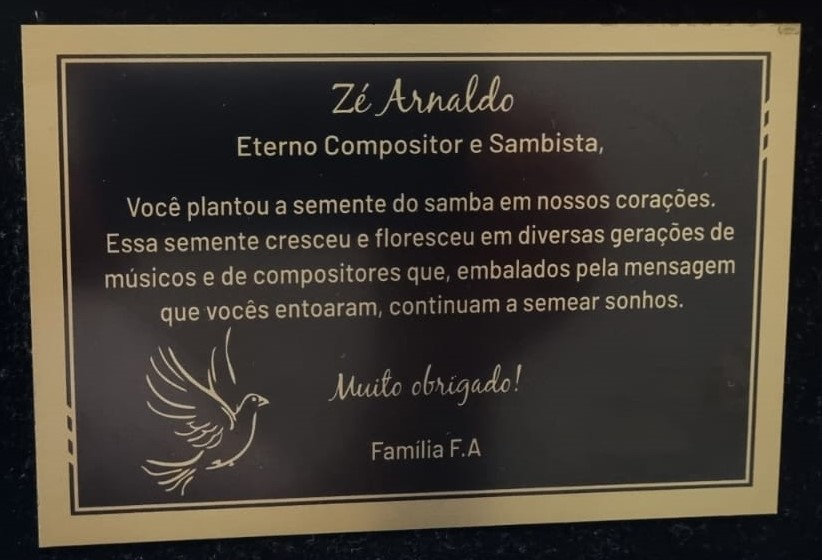 Zé Arnaldo
Eterno Compositor e Sambista,
Você plantou a semente do samba em nossos corações.
Essa semente cresceu e floresceu em diversas gerações de
músicos e de compositores que, embalados pela mensagem
que vocês entoaram, continuam a semear sonhos.
Muito obrigado!
Família F.A